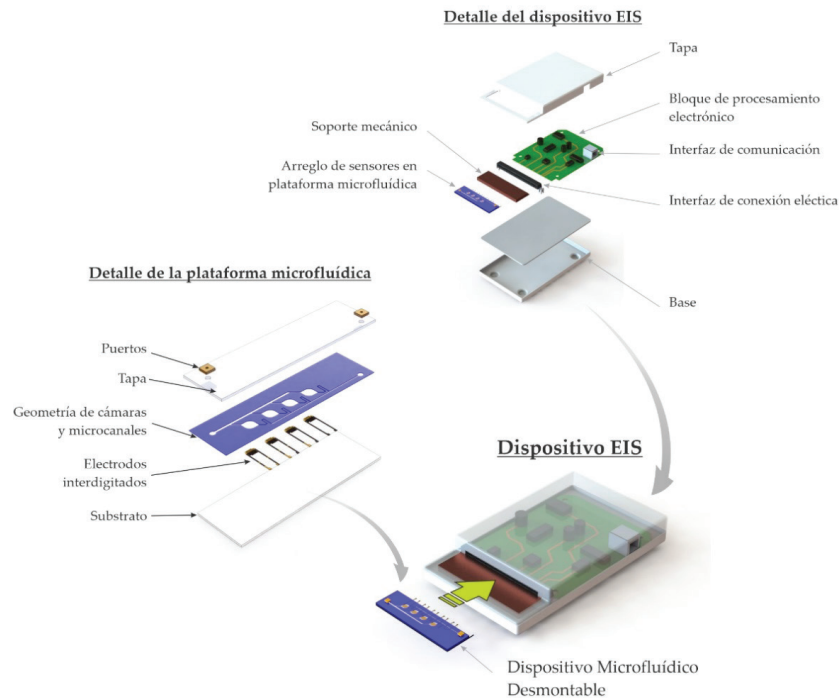 Detalle del dispositivo EIS
Tapa
Bloque de procesamiento
electrónico
Soporte mecánico
Interfaz de comunicación
Arreglo de sensores en
plataforma microfluídica
Interfaz de conexión eléctica
Base
Detalle de la plataforma microfluídica
Puertos
Tapa
Geometría de cámaras
y microcanales
Electrodos
interdigitados
Substrato
Dispositivo EIS
Dispositivo Microfluídico
Desmontable